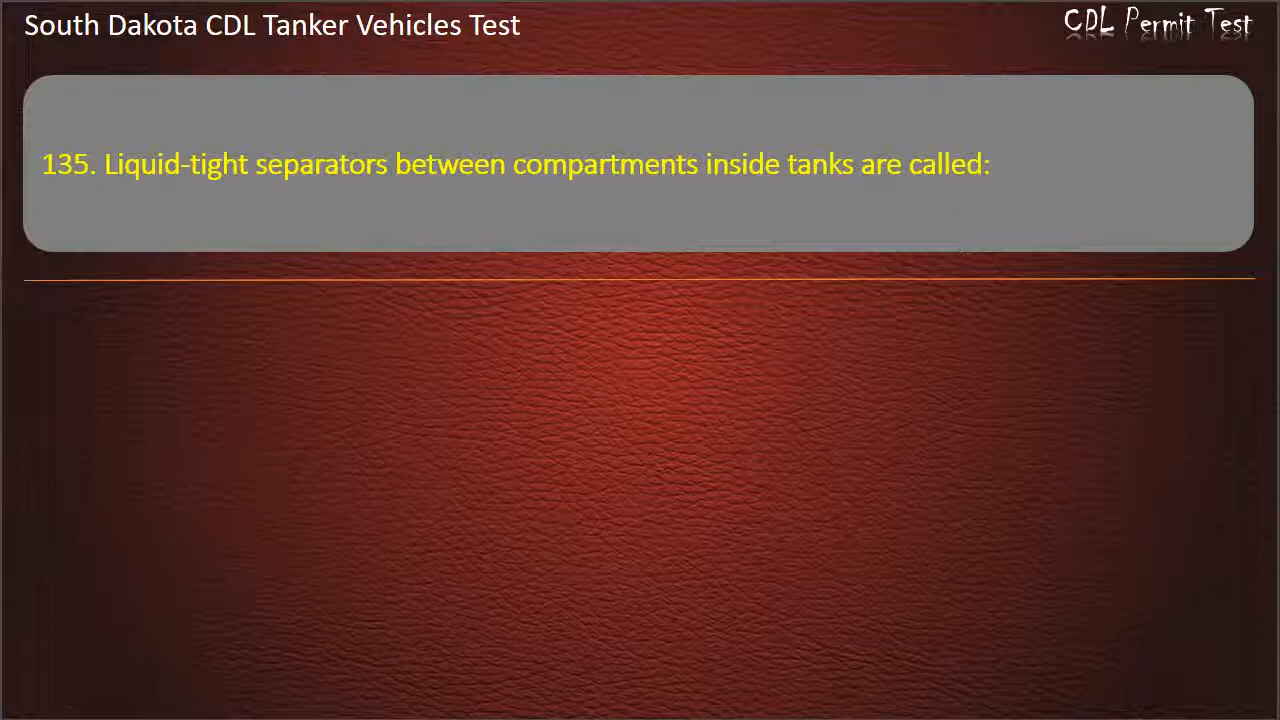 South Dakota CDL Tanker Vehicles Test
CDL Permit Test
135. Liquid-tight separators between compartments inside tanks are called: